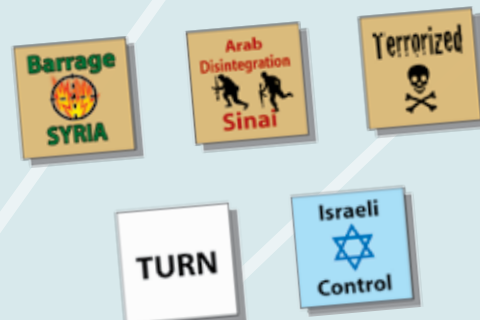 Barrage
SYRIA
Arab
Disintegration
Sinai
Terrorized
TURN
Israeli
Control